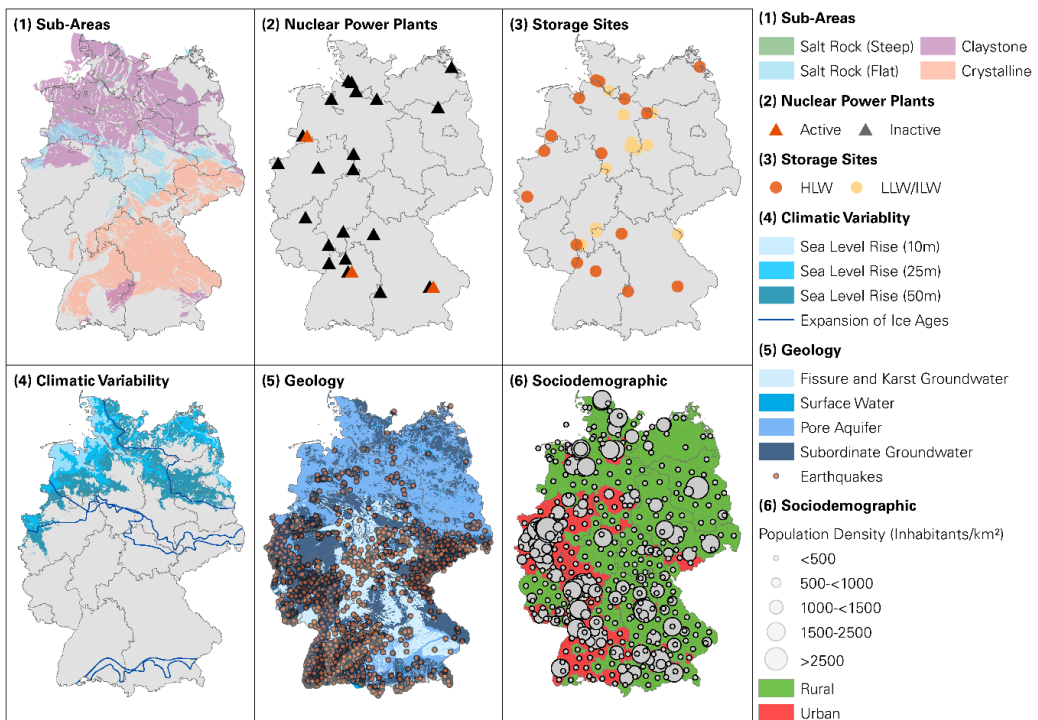 (1) Sub-Areas
(2) Nuclear Power Plants
(3) Storage Sites
(4) Climatic Variability
(5) Geology
(6) Sociodemographic
(1) Sub-Areas
Salt Rock (Steep) Claystone
Salt Rock (Flat) Crystalline
(2) Nuclear Power Plants
Active Inactive
(3) Storage Sites
HLW LLW/ILW
(4) Climatic Variablity
Sea Level Rise (10m)
Sea Level Rise (25m)
Sea Level Rise (50m)
Expansion of Ice Ages
(5) Geology
Fissure and Karst Groundwater
Surface Water
Pore Aquifer
Subordinate Groundwater
Earthquakes
(6) Sociodemographic
Population Density (Inhabitants/km²)
<500
500-<1000
1000-<1500
1500-2500
>2500
Rural
Urban